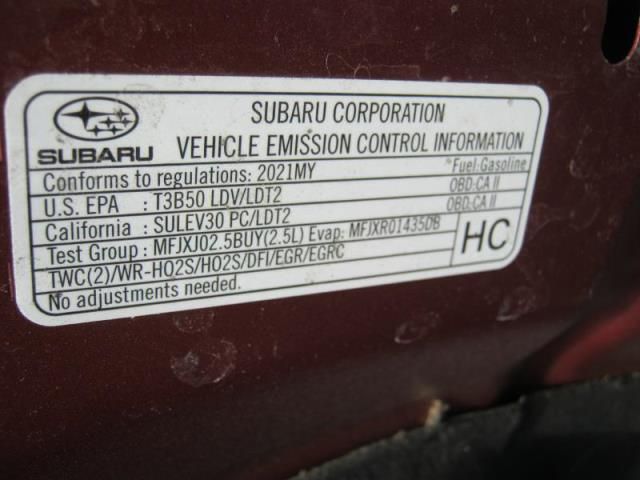 SUBARU
SUBARU CORPORATION
VEHICLE EMISSION CONTROL INFORMATION
Conforms to regulations: 2021MY Fuel:Gasoline
U.S. EPA : T3B50 LDV/LDT2 OBD:CA II
California : SULEV30 PC/LDT2 OBD:CA II
Test Group : MFJXJ02.5BUY(2.5L) Evap: MFJXR01435DB
TWC(2)/WR-HO2S/HO2S/DFI/EGR/EGRC
No adjustments needed.
HC